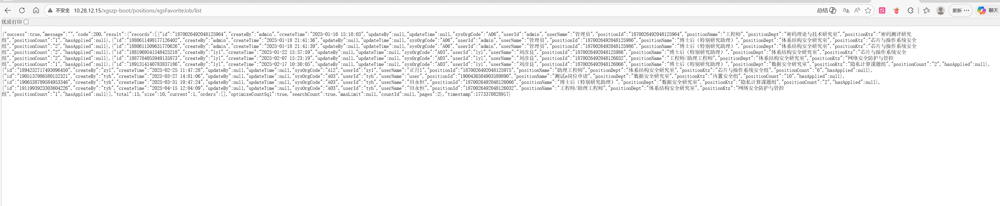 不安全 10.28.12.15/xgszp-boot/positions/xgsFavoriteJob/list 总结 更新 ... 聊天
优质打印
{"success":true,"message":"","code":200,"result":{"records":[{"id":"1870026492048125964","createBy":"admin","createTime":"2025-01-16 15:10:03","updateBy":null,"updateTime":null,"sysOrgCode":"A06","userId":"admin","userName":"管理员","positionId":"1870026492048125964","positionName":"工程师","positionDept":"密码理论与技术研究室","positionKtz":"密码测评研究
组","positionCount":"1","hasApplied":null},{"id":"1880611498177126402","createBy":"admin","createTime":"2025-01-18 21:41:36","updateBy":null,"updateTime":null,"sysOrgCode":"A06","userId":"admin","userName":"管理员","positionId":"1870026492048125986","positionName":"博士后（特别研究助理）","positionDept":"体系结构安全研究室","positionKtz":"芯片与操作系统安全
组","positionCount":"2","hasApplied":null},{"id":"1880611509631770626","createBy":"admin","createTime":"2025-01-18 21:41:39","updateBy":null,"updateTime":null,"sysOrgCode":"A06","userId":"admin","userName":"管理员","positionId":"1870026492048125986","positionName":"博士后（特别研究助理）","positionDept":"体系结构安全研究室","positionKtz":"芯片与操作系统安全
组","positionCount":"2","hasApplied":null},{"id":"1881969541548425218","createBy":"lyl","createTime":"2025-01-22 15:37:59","updateBy":null,"updateTime":null,"sysOrgCode":"A03","userId":"lyl","userName":"刘彦良","positionId":"1870026492048125986","positionName":"博士后（特别研究助理）","positionDept":"体系结构安全研究室","positionKtz":"芯片与操作系统安全
组","positionCount":"2","hasApplied":null},{"id":"1887764055949135873","createBy":"lyl","createTime":"2025-02-07 15:23:19","updateBy":null,"updateTime":null,"sysOrgCode":"A03","userId":"lyl","userName":"刘彦良","positionId":"1870026492048126032","positionName":"工程师/助理工程师","positionDept":"体系结构安全研究室","positionKtz":"网络安全防护与管控
组","positionCount":"1","hasApplied":null},{"id":"1891314140783837186","createBy":"lyl","createTime":"2025-02-17 10:30:05","updateBy":null,"updateTime":null,"sysOrgCode":"A03","userId":"lyl","userName":"刘彦良","positionId":"1870026492048126066","positionName":"博士后（特别研究助理）","positionDept":"数据安全研究室","positionKtz":"隐私计算课题组","positionCount":"2","hasApplied":null},
{"id":"1894232717493096450","createBy":"zyl","createTime":"2025-02-25 11:47:28","updateBy":null,"updateTime":null,"sysOrgCode":"A12","userId":"zyl","userName":"正月1","positionId":"1870026492048125975","positionName":"助理工程师","positionDept":"体系结构安全研究室","positionKtz":"芯片与操作系统安全组","positionCount":"6","hasApplied":null},
{"id":"1905137986580152321","createBy":"tyh","createTime":"2025-03-27 14:01:06","updateBy":null,"updateTime":null,"sysOrgCode":"A03","userId":"tyh","userName":"user","positionId":"1900436504903589890","positionName":"测试e岗位申请","positionDept":"数据安全研究室","positionKtz":"内置安全组","positionCount":"10","hasApplied":null},
{"id":"1906538789584953346","createBy":"tyh","createTime":"2025-03-31 10:47:24","updateBy":null,"updateTime":null,"sysOrgCode":"A03","userId":"tyh","userName":"田永恒","positionId":"1870026492048126066","positionName":"博士后（特别研究助理）","positionDept":"数据安全研究室","positionKtz":"隐私计算课题组","positionCount":"2","hasApplied":null},
{"id":"1911993923303604226","createBy":"tyh","createTime":"2025-04-15 12:04:09","updateBy":null,"updateTime":null,"sysOrgCode":"A03","userId":"tyh","userName":"田永恒","positionId":"1870026492048126032","positionName":"工程师/助理工程师","positionDept":"体系结构安全研究室","positionKtz":"网络安全防护与管控
组","positionCount":"1","hasApplied":null}],"total":15,"size":10,"current":1,"orders":[],"optimizeCountSql":true,"searchCount":true,"maxLimit":null,"countId":null,"pages":2},"timestamp":1773370828917}